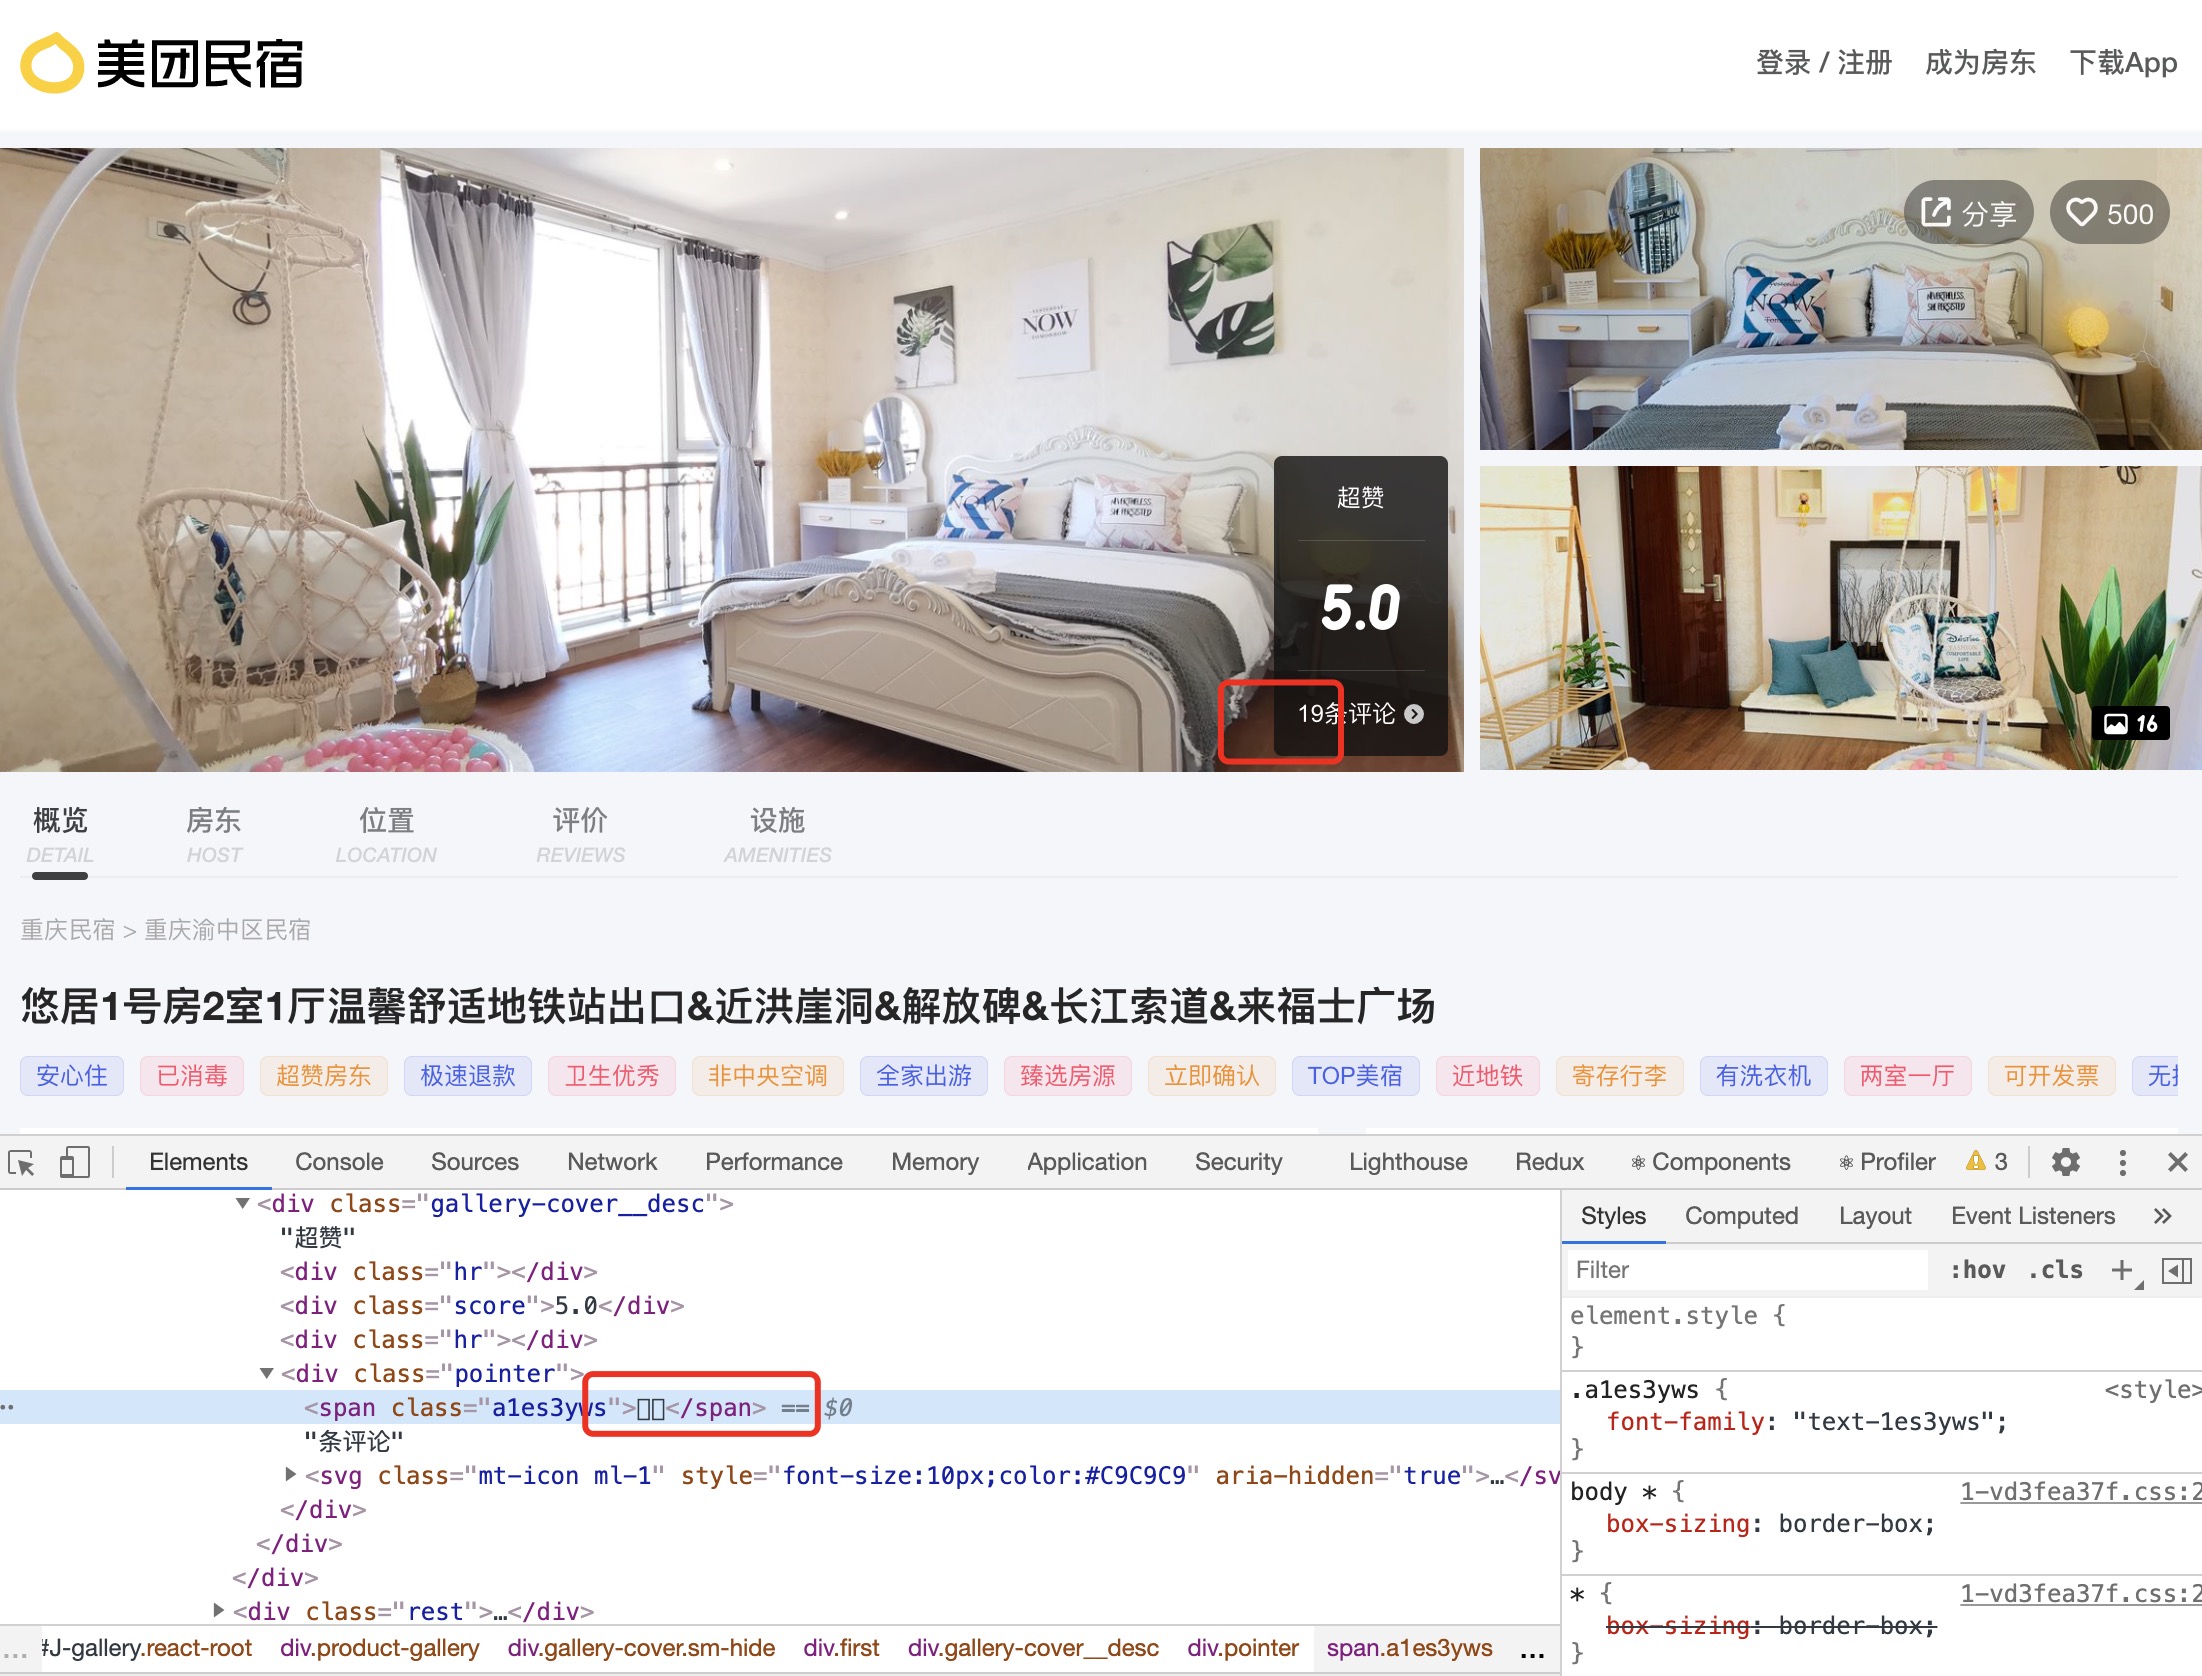 美团民宿
登录 / 注册 成为房东 下载App
分享 500
NOW
NOW
超赞
5.0
19条评论
16
概览 房东 位置 评价 设施
DETAIL HOST LOCATION REVIEWS AMENITIES
重庆民宿 > 重庆渝中区民宿
悠居1号房2室1厅温馨舒适地铁站出口&近洪崖洞&解放碑&长江索道&来福士广场
安心住 已消毒 超赞房东 极速退款 卫生优秀 非中央空调 全家出游 臻选房源 立即确认 TOP美宿 近地铁 寄存行李 有洗衣机 两室一厅 可开发票 无
Elements Console Sources Network Performance Memory Application Security Lighthouse Redux Components Profiler 3
<div class="gallery-cover__desc">
"超赞"
<div class="hr"></div>
<div class="score">5.0</div>
<div class="hr"></div>
<div class="pointer">
<span class="a1es3yws">▯▯</span> == $0
"条评论"
<svg class="mt-icon ml-1" style="font-size:10px;color:#C9C9C9" aria-hidden="true">…</sv
</div>
</div>
</div>
<div class="rest">…</div>
... #J-gallery.react-root div.product-gallery div.gallery-cover.sm-hide div.first div.gallery-cover__desc div.pointer span.a1es3yws ...
Styles Computed Layout Event Listeners »
Filter :hov .cls +
element.style {
}
.a1es3yws { <style>
font-family: "text-1es3yws";
}
body * { 1-vd3fea37f.css:2
box-sizing: border-box;
}
* { 1-vd3fea37f.css:2
box-sizing: border-box;
}